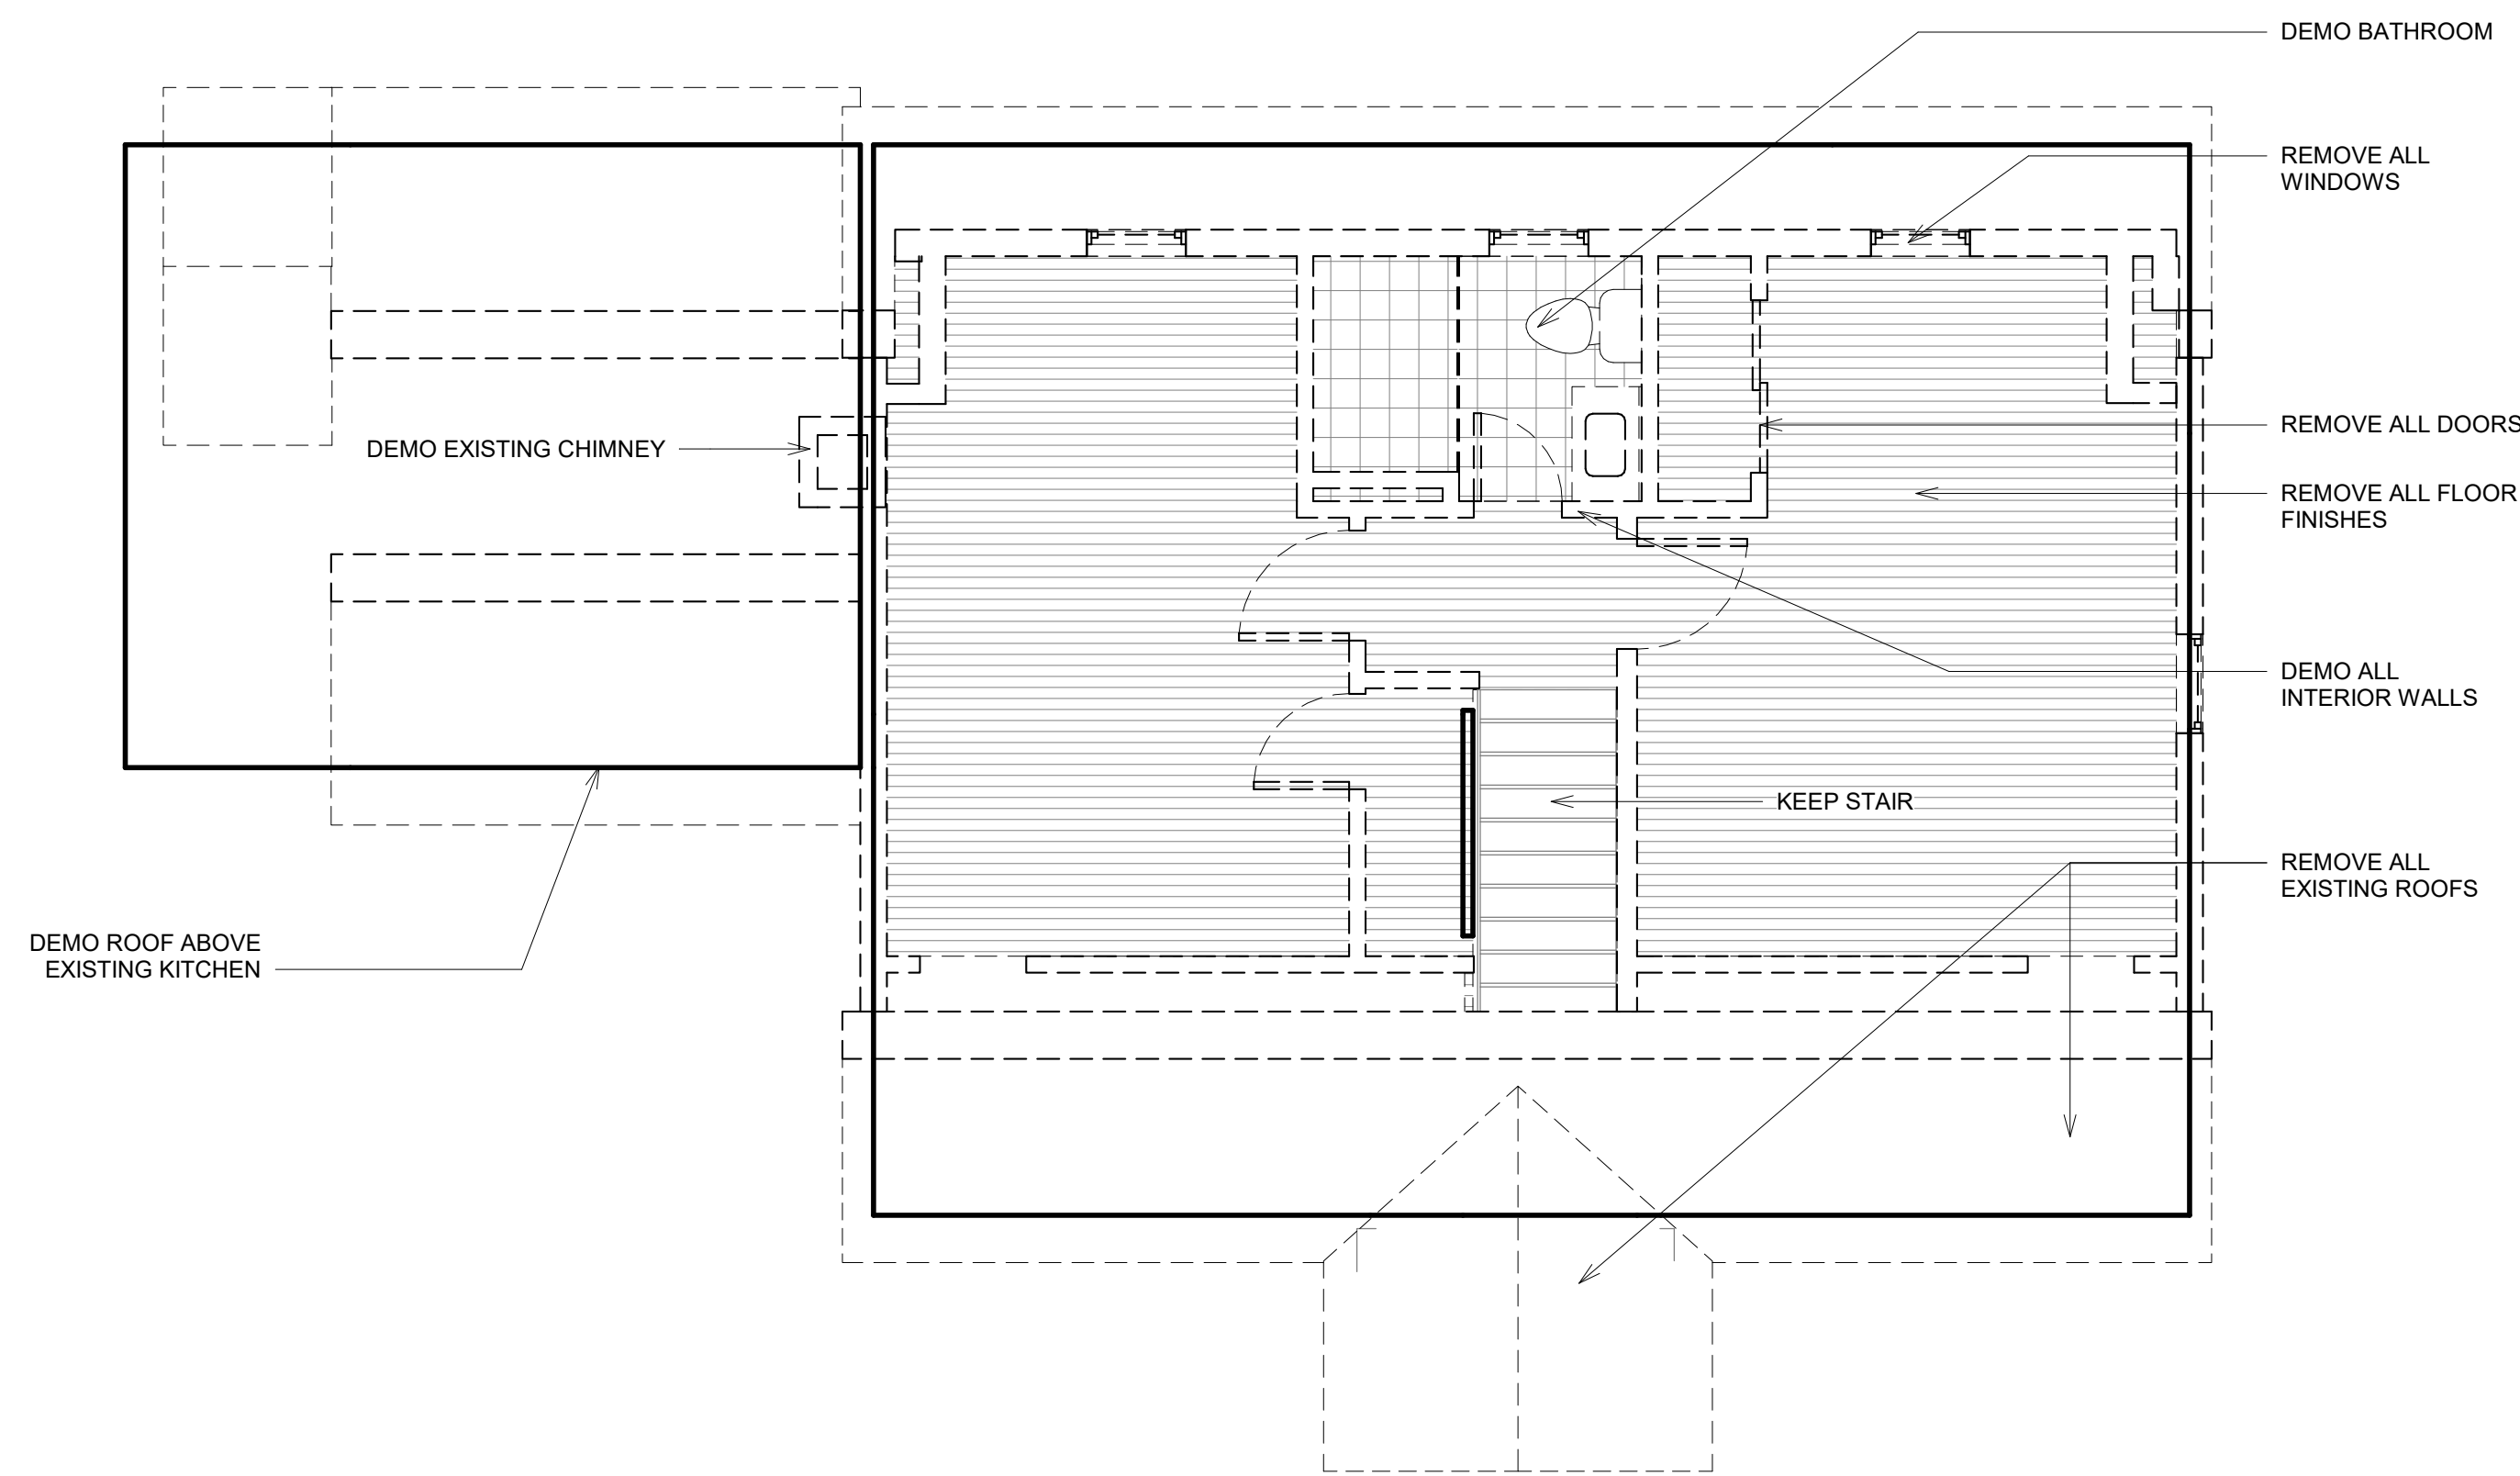 DEMO BATHROOM
REMOVE ALL
WINDOWS
REMOVE ALL DOORS
DEMO EXISTING CHIMNEY
REMOVE ALL FLOOR
FINISHES
DEMO ALL
INTERIOR WALLS
KEEP STAIR
REMOVE ALL
EXISTING ROOFS
DEMO ROOF ABOVE
EXISTING KITCHEN